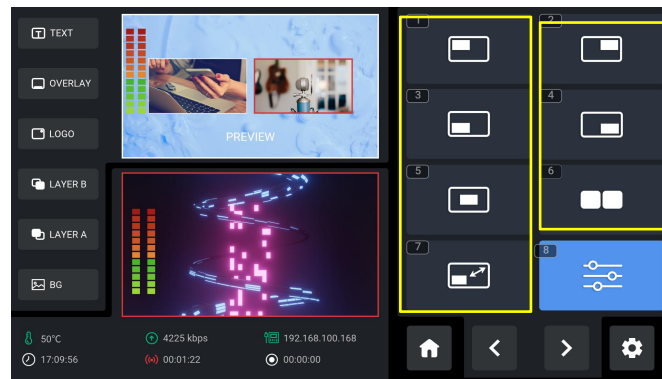 TEXT
OVERLAY
LOGO
LAYER B
LAYER A
BG
PREVIEW
50°C
4225 kbps
192.168.100.168
17:09:56
00:01:22
00:00:00
1
2
3
4
5
6
7
8